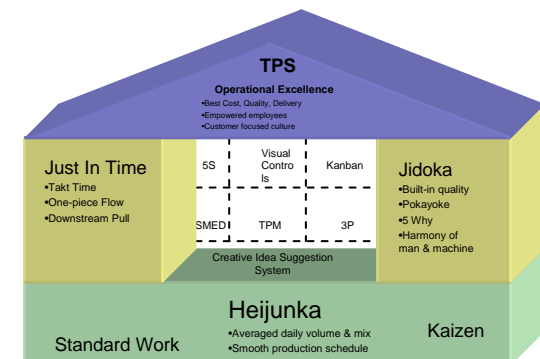 TPS
Operational Excellence
•Best Cost, Quality, Delivery
•Empowered employees
•Customer focused culture
Just In Time
•Takt Time
•One-piece Flow
•Downstream Pull
5S
Visual
Contro
ls
Kanban
SMED
TPM
3P
Creative Idea Suggestion
System
Jidoka
•Built-in quality
•Pokayoke
•5 Why
•Harmony of
man & machine
Heijunka
•Averaged daily volume & mix
•Smooth production schedule
Standard Work
Kaizen